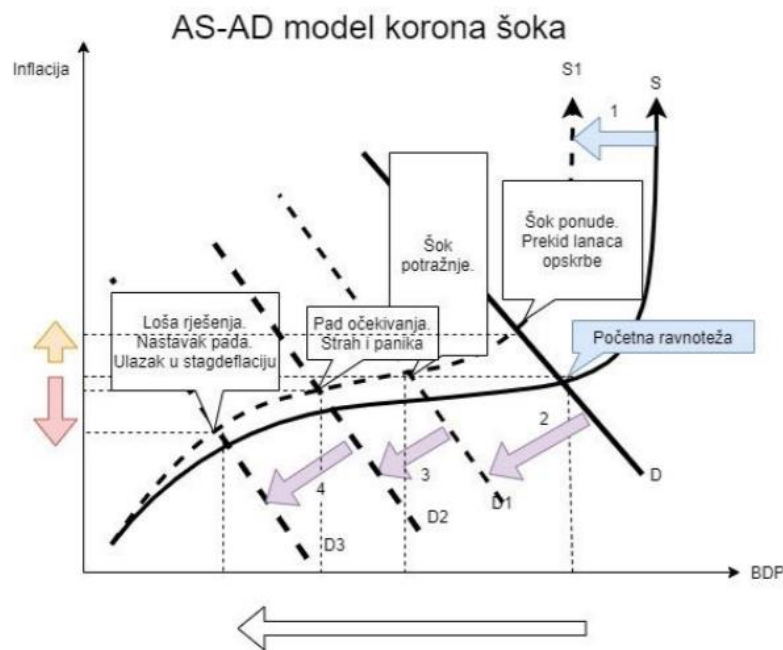 AS-AD model korona šoka
Inflacija
S1
S
1
Šok ponude.
Prekid lanaca
opskrbe
Šok
potražnje.
Loša rješenja.
Nastavak pada.
Ulazak u stagdeflaciju
Pad očekivanja.
Strah i panika
Početna ravnoteža
2
3
4
D
D1
D2
D3
BDP